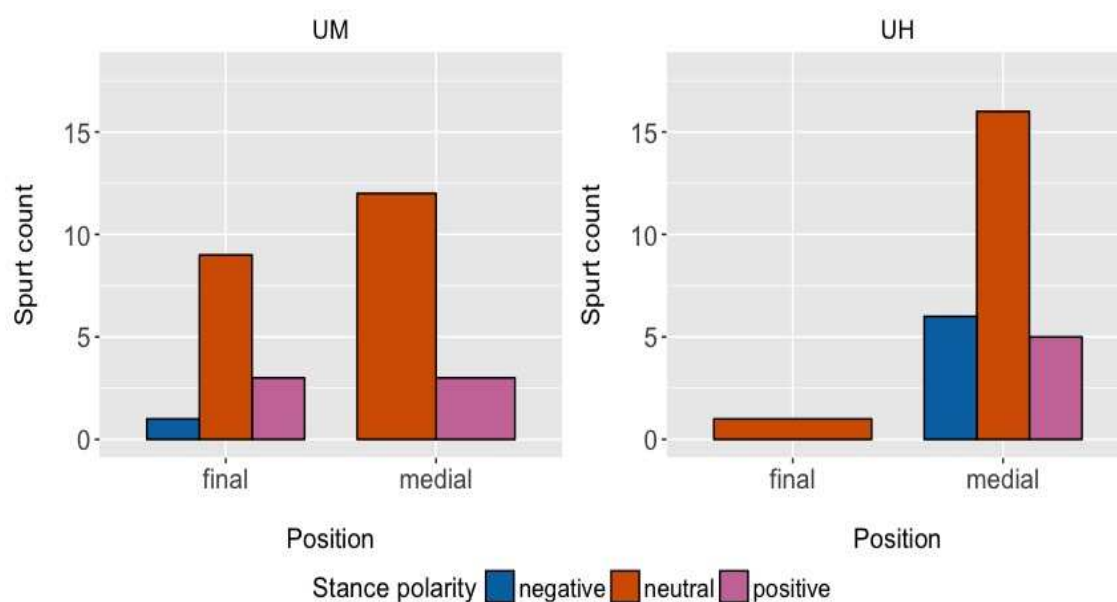 UM
15
10
5
0
Spurt count
final medial
Position
UH
15
10
5
0
Spurt count
final medial
Position
Stance polarity negative neutral positive